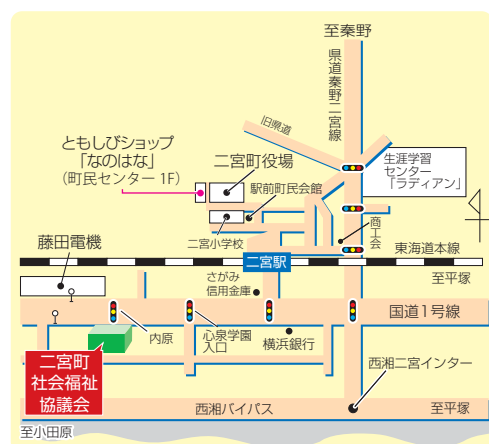 至秦野
県道秦野二宮線
旧県道
ともしびショップ
「なのはな」
(町民センター 1F)
二宮町役場
駅前町民会館
生涯学習
センター
「ラディアン」
二宮小学校
商工会
藤田電機
二宮駅
東海道本線
さがみ
信用金庫
至平塚
国道1号線
内原
心泉学園
入口
横浜銀行
二宮町
社会福祉
協議会
西湘二宮インター
西湘バイパス
至平塚
至小田原